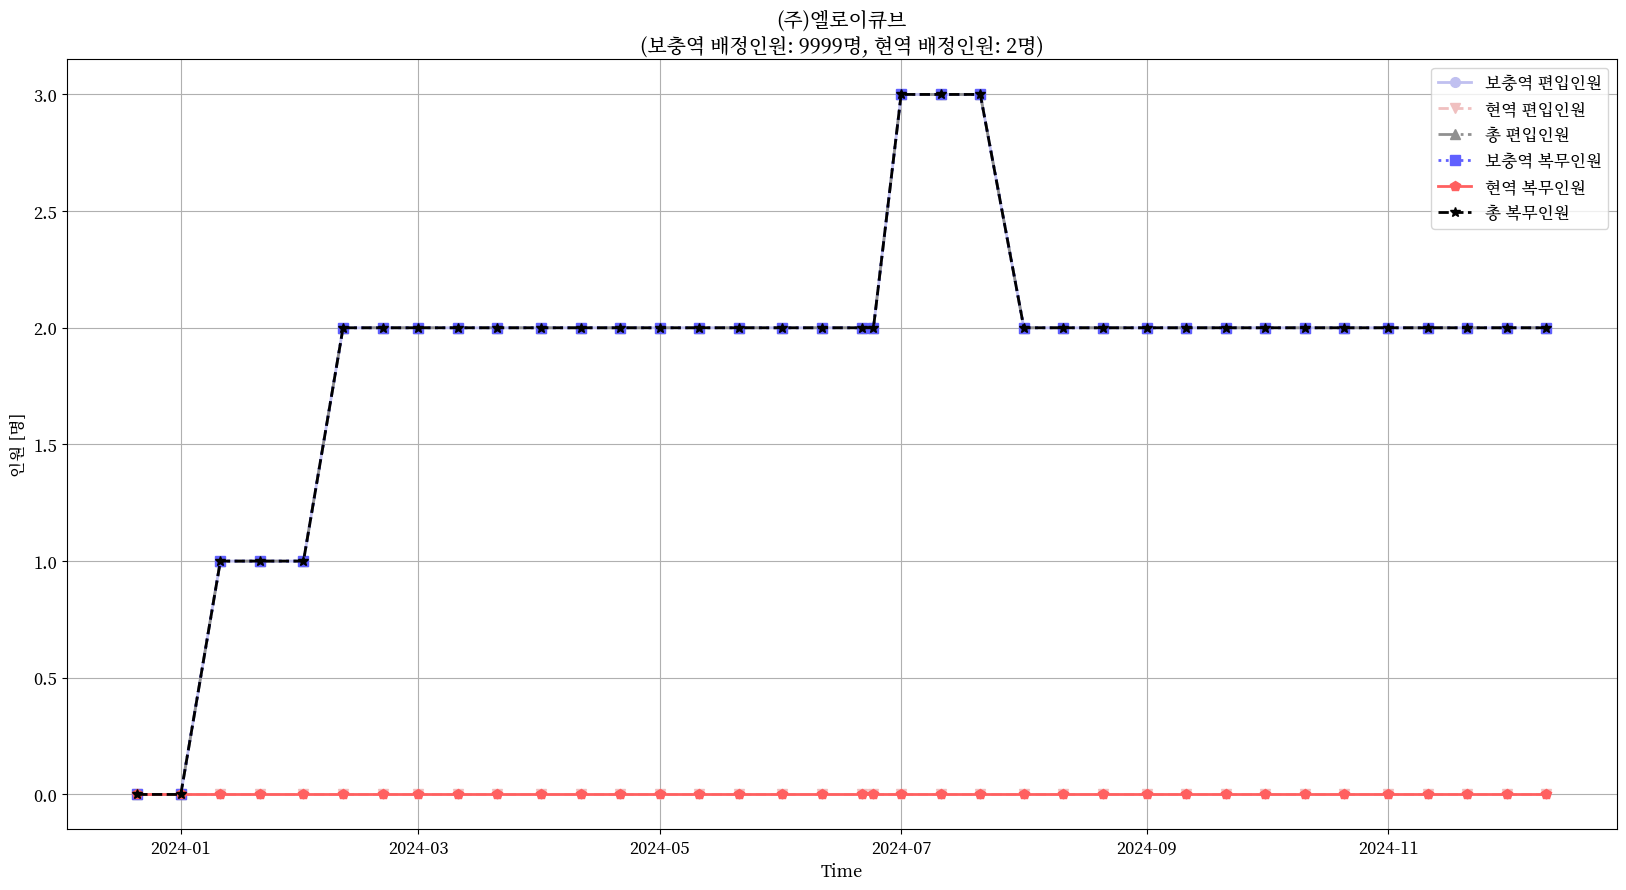 (주)엘로이큐브
(보충역 배정인원: 9999명, 현역 배정인원: 2명)
보충역 편입인원
현역 편입인원
총 편입인원
보충역 복무인원
현역 복무인원
총 복무인원
인원 [명]
3.0
2.5
2.0
1.5
1.0
0.5
0.0
2024-01
2024-03
2024-05
2024-07
2024-09
2024-11
Time